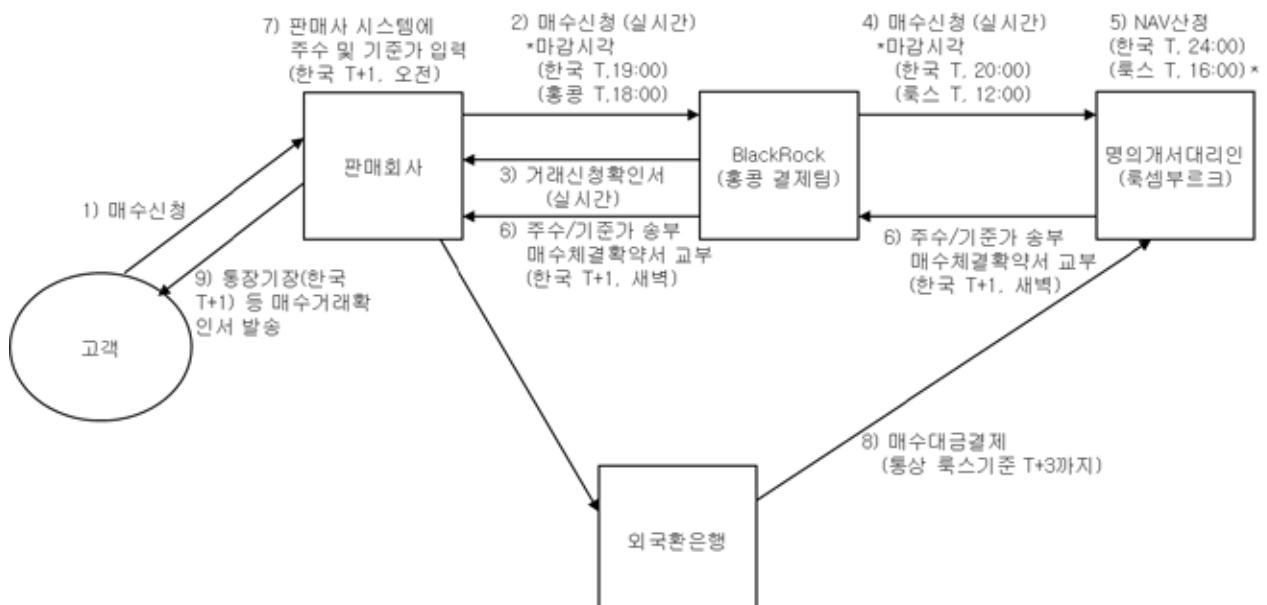 7) 판매사 시스템에
주수 및 기준가 입력
(한국 T+1, 오전)
2) 매수신청 (실시간)
*마감시각
(한국 T,19:00)
(홍콩 T,18:00)
4) 매수신청 (실시간)
*마감시각
(한국 T, 20:00)
(룩스 T, 12:00)
5) NAV산정
(한국 T, 24:00)
(룩스 T, 16:00)*
판매회사
BlackRock
(홍콩 결제팀)
명의개서대리인
(룩셈부르크)
3) 거래신청확인서
(실시간)
1) 매수신청
6) 주수/기준가 송부
매수체결확약서 교부
(한국 T+1, 새벽)
6) 주수/기준가 송부
매수체결확약서 교부
(한국 T+1, 새벽)
9) 통장기장(한국
T+1) 등 매수거래확
인서 발송
고객
8) 매수대금결제
(통상 룩스기준 T+3까지)
외국환은행